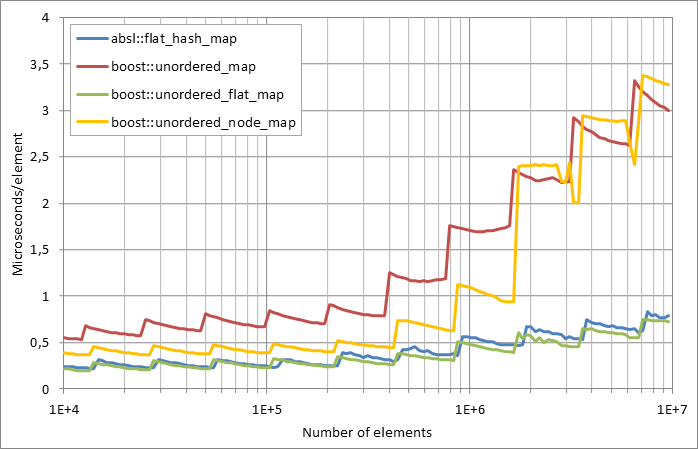 4
3,5
3
2,5
2
1,5
1
0,5
0
Microseconds/element
absl::flat_hash_map
boost::unordered_map
boost::unordered_flat_map
boost::unordered_node_map
1E+4 1E+5 1E+6 1E+7
Number of elements